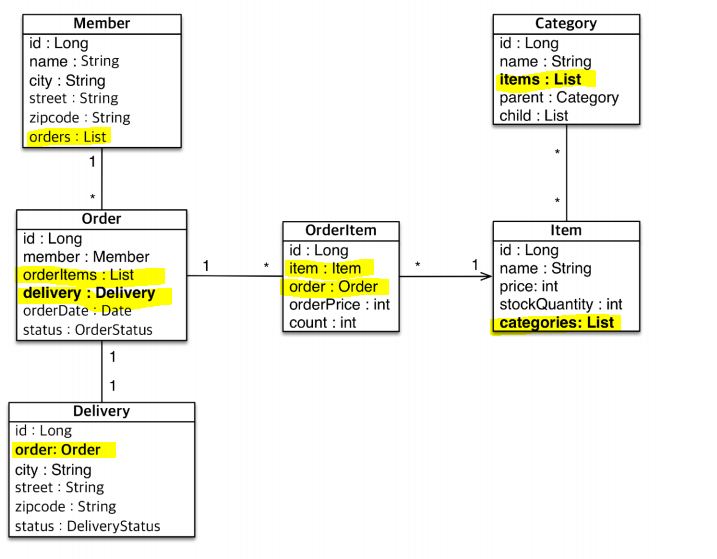 Member
id : Long
name : String
city : String
street : String
zipcode : String
orders : List
1
*
Order
id : Long
member : Member
orderItems : List
delivery : Delivery
orderDate : Date
status : OrderStatus
1
*
OrderItem
id : Long
item : Item
order : Order
orderPrice : int
count : int
*
1
Category
id : Long
name : String
items : List
parent : Category
child : List
*
*
Item
id : Long
name : String
price: int
stockQuantity : int
categories: List
1
1
Delivery
id : Long
order: Order
city : String
street : String
zipcode : String
status : DeliveryStatus